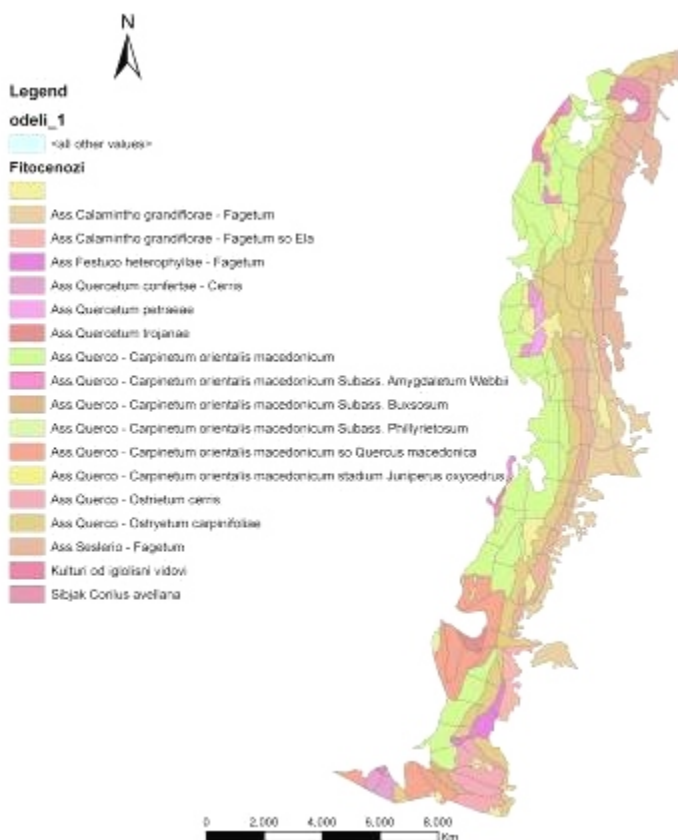 N
Legend
odeli_1
<all other values>
Fitocenozi
Ass.Calamintho grandiflorae - Fagetum
Ass.Calamintho grandiflorae - Fagetum so Ela
Ass.Festuco heterophyllae - Fagetum
Ass.Quercetum confertae - Cerris
Ass.Quercetum petraeae
Ass.Quercetum trojanae
Ass.Querco - Carpinetum orientalis macedonicum
Ass.Querco - Carpinetum orientalis macedonicum Subass. Amygdaletum Webbii
Ass.Querco - Carpinetum orientalis macedonicum Subass. Buxsosum
Ass.Querco - Carpinetum orientalis macedonicum Subass. Phillyrietosum
Ass.Querco - Carpinetum orientalis macedonicum so Quercus macedonica
Ass.Querco - Carpinetum orientalis macedonicum stadium Juniperus oxycedrus
Ass.Querco - Ostrietum cerris
Ass.Querco - Ostryetum carpinifoliae
Ass.Seslerio - Fagetum
Kulturi od iglolisni vidovi
Sibjak Corilus avellana
0 2,000 4,000 6,000 8,000
Km